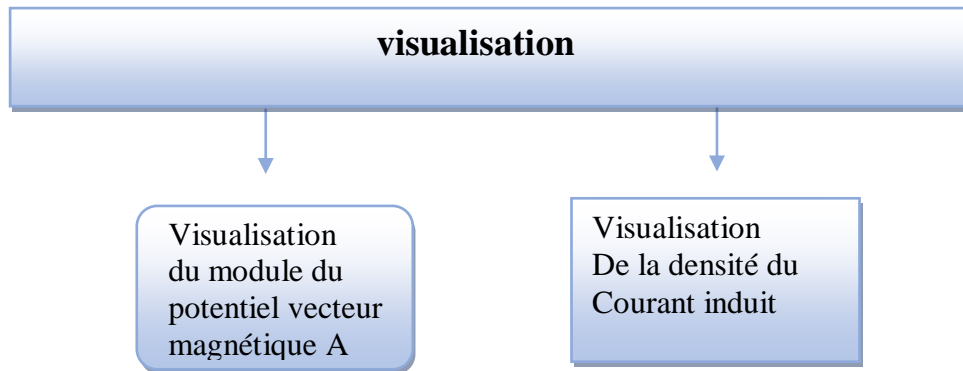 visualisation
Visualisation
du module du
potentiel vecteur
magnétique A
Visualisation
De la densité du
Courant induit